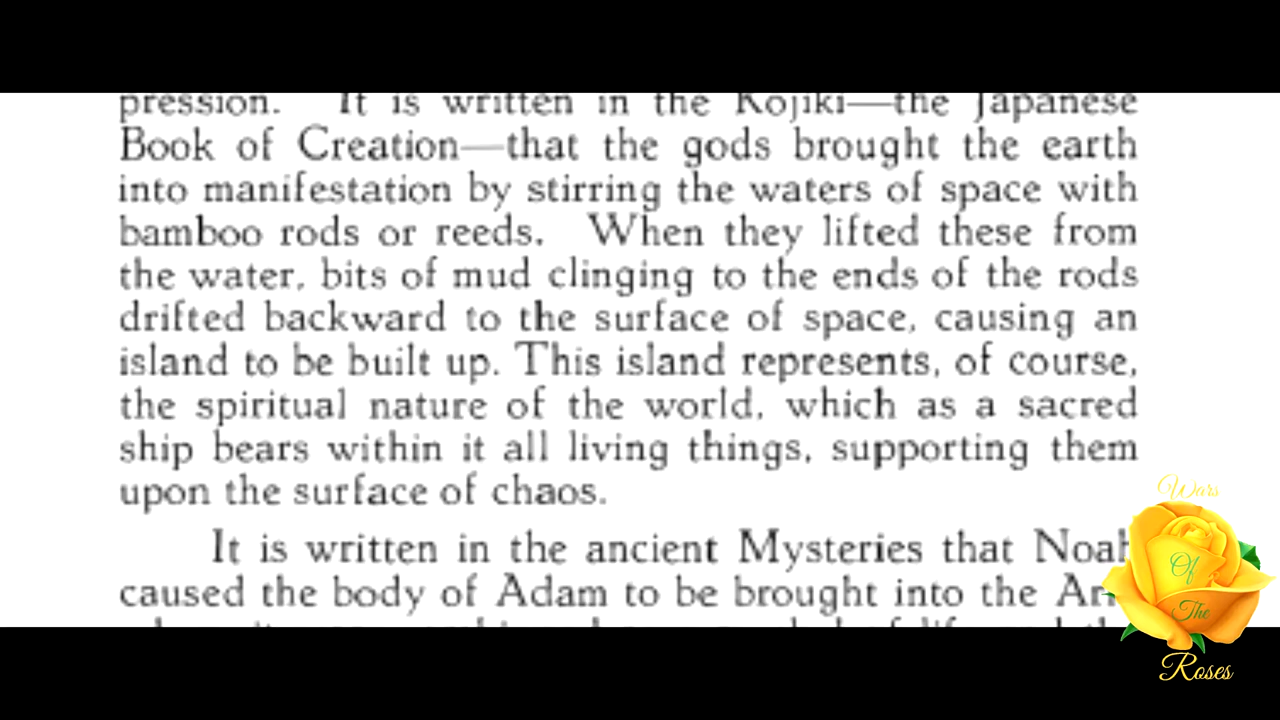 pression. It is written in the Kojiki—the Japanese
Book of Creation—that the gods brought the earth
into manifestation by stirring the waters of space with
bamboo rods or reeds. When they lifted these from
the water, bits of mud clinging to the ends of the rods
drifted backward to the surface of space, causing an
island to be built up. This island represents, of course,
the spiritual nature of the world, which as a sacred
ship bears within it all living things, supporting them
upon the surface of chaos.
It is written in the ancient Mysteries that Noah
caused the body of Adam to be brought into the
Wars
Of
The
Roses